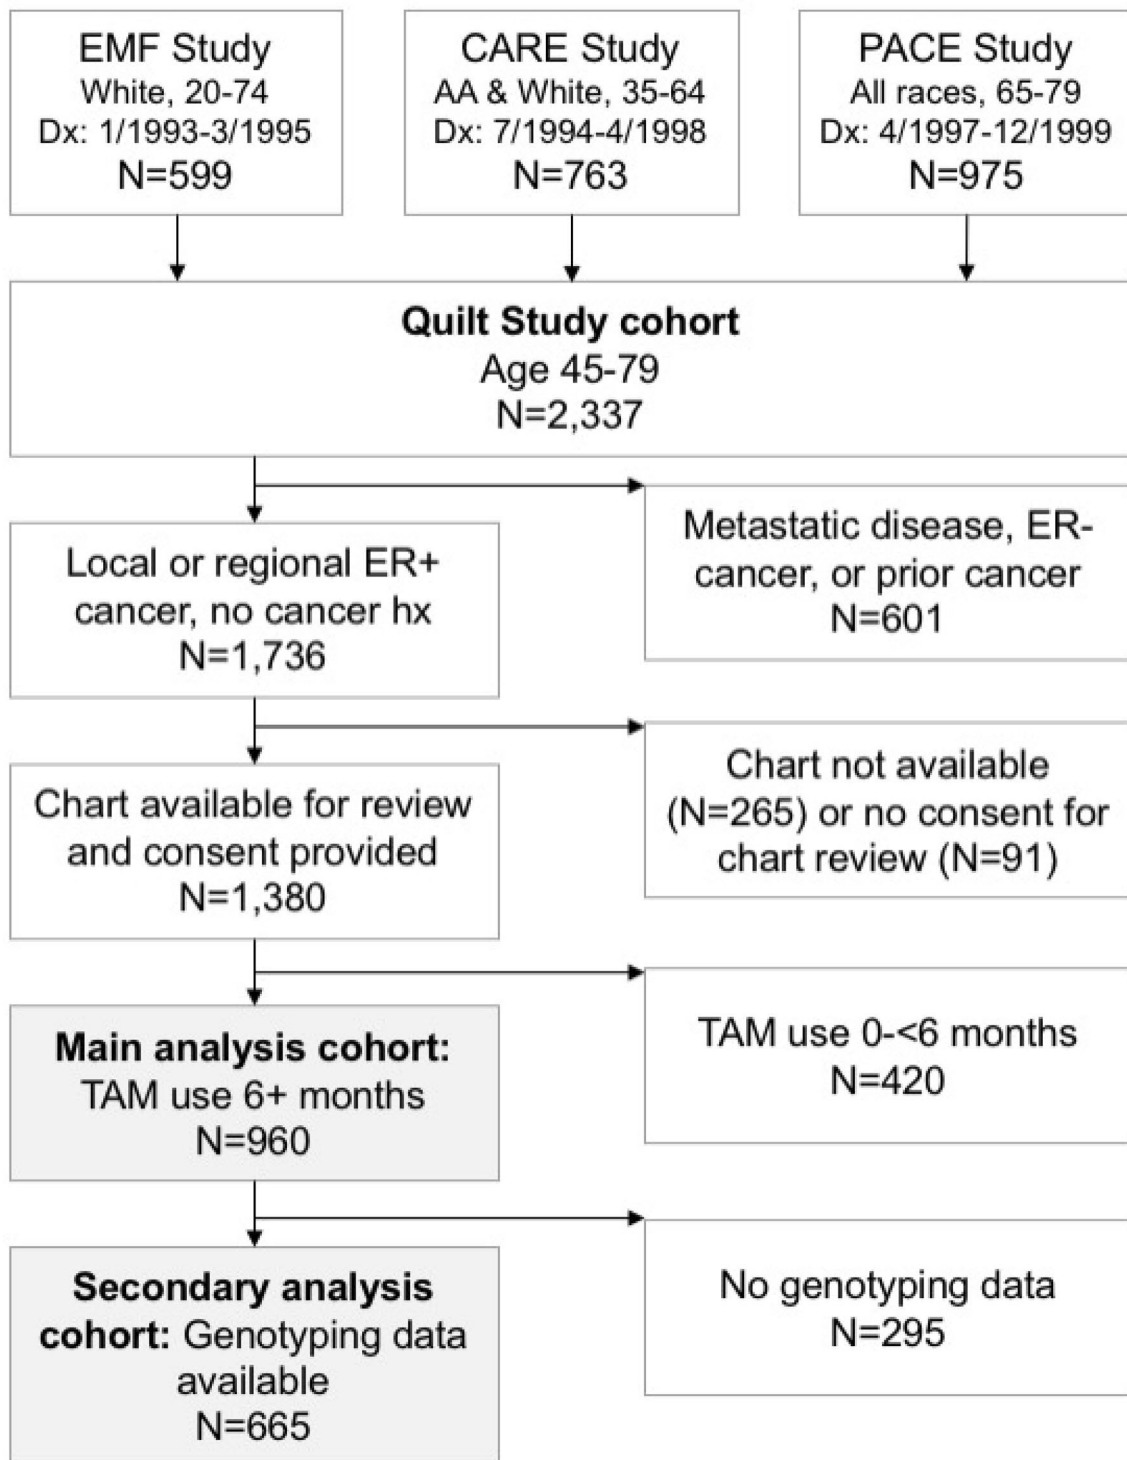 EMF Study
White, 20-74
Dx: 1/1993-3/1995
N=599
CARE Study
AA & White, 35-64
Dx: 7/1994-4/1998
N=763
PACE Study
All races, 65-79
Dx: 4/1997-12/1999
N=975
Quilt Study cohort
Age 45-79
N=2,337
Metastatic disease, ER-
cancer, or prior cancer
N=601
Local or regional ER+
cancer, no cancer hx
N=1,736
Chart not available
(N=265) or no consent for
chart review (N=91)
Chart available for review
and consent provided
N=1,380
TAM use 0-<6 months
N=420
Main analysis cohort:
TAM use 6+ months
N=960
No genotyping data
N=295
Secondary analysis
cohort: Genotyping data
available
N=665